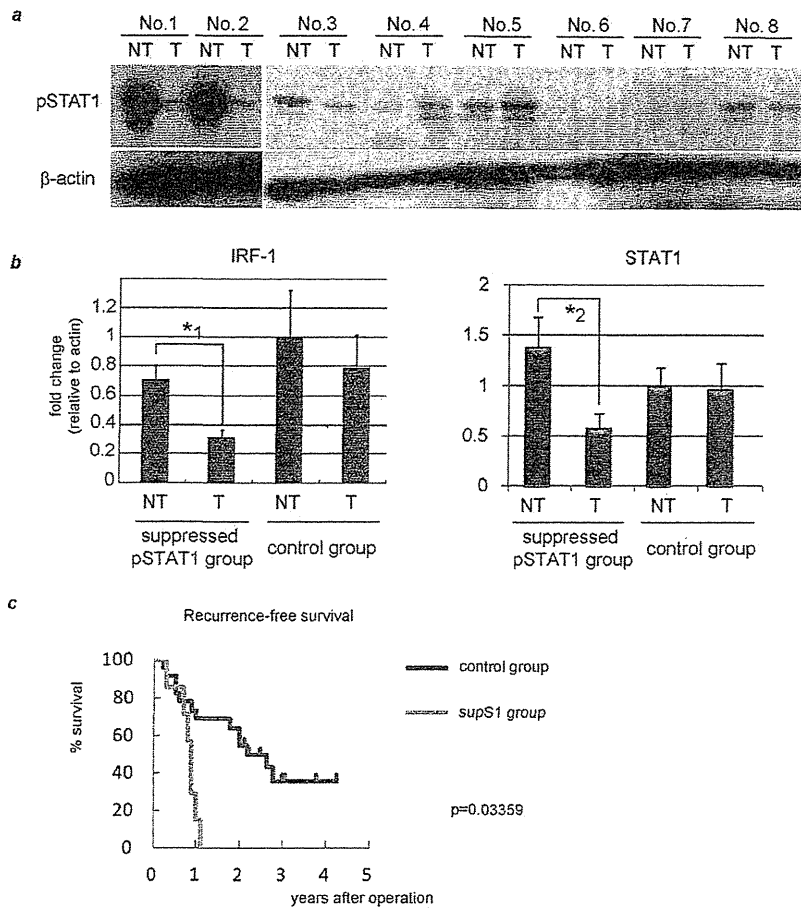 a
No.1 No.2 No.3 No.4 No.5 No.6 No.7 No.8
NT T NT T NT T NT T NT T NT T NT T NT T
pSTAT1
β-actin
b
IRF-1
fold change
(relative to actin)
1.2
1
0.8
0.6
0.4
0.2
0
*1
NT T NT T
suppressed
pSTAT1 group
control group
STAT1
2
1.5
1
0.5
0
*2
NT T NT T
suppressed
pSTAT1 group
control group
c
Recurrence-free survival
% survival
100
80
60
40
20
0
0 1 2 3 4 5
years after operation
control group
supS1 group
p=0.03359